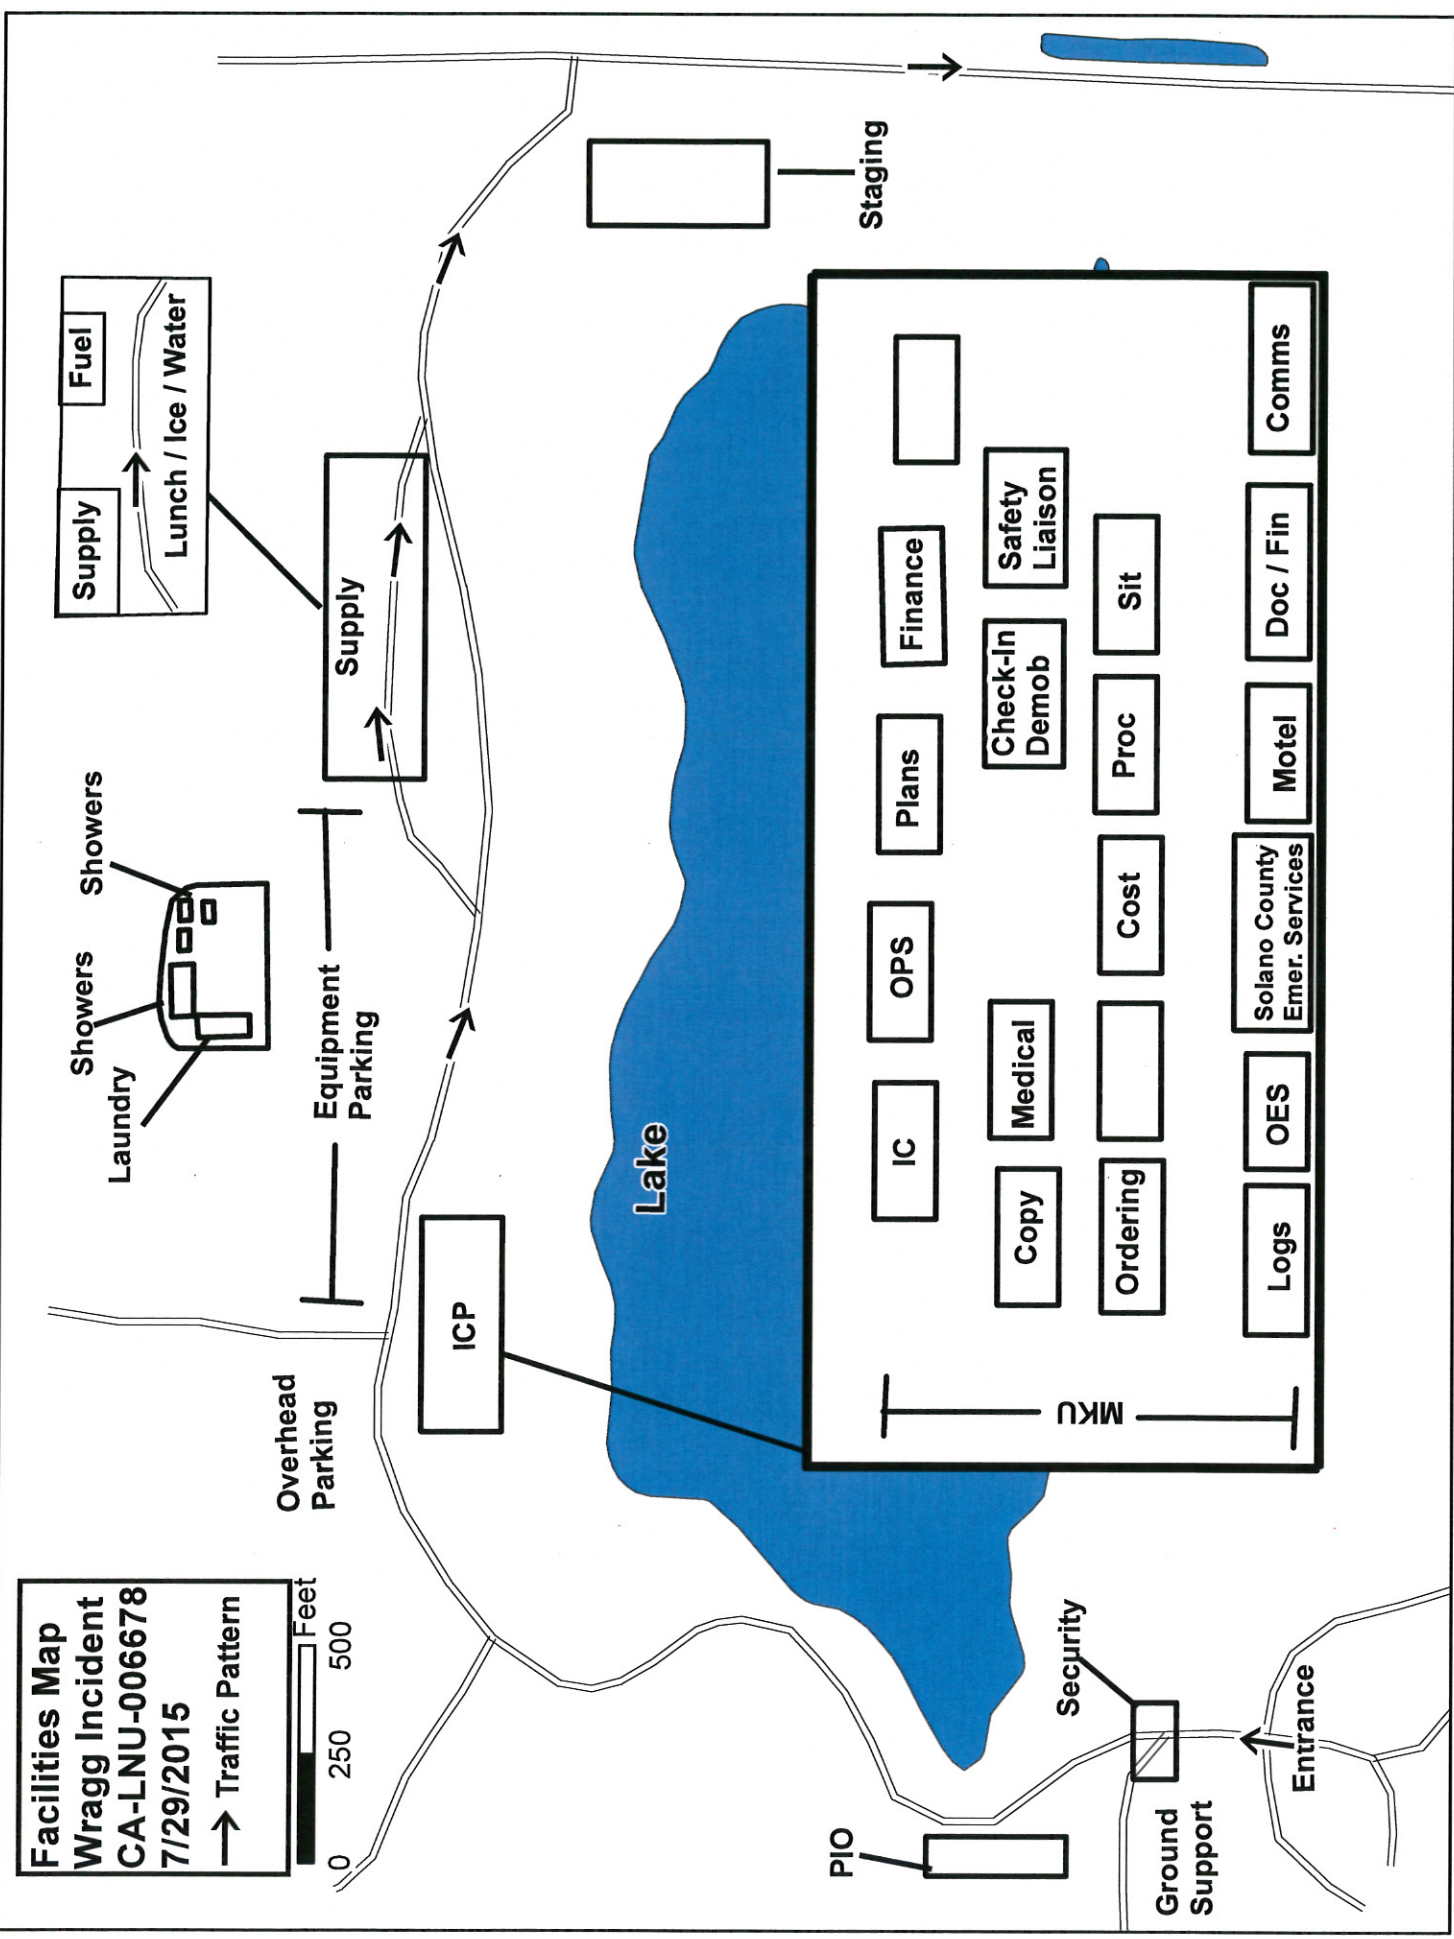 Facilities Map
Wragg Incident
CA-LNU-006678
7/29/2015
Traffic Pattern
0 250 500
Feet
Overhead
Parking
Laundry
Showers
Showers
Equipment
Parking
Supply
Fuel
Lunch / Ice / Water
Supply
ICP
Lake
Staging
IC
OPS
Plans
Finance
Copy
Medical
Check-In
Demob
Safety
Liaison
Ordering
Cost
Proc
Sit
Logs
OES
Solano County
Emer. Services
Motel
Doc / Fin
Comms
MKU
PIO
Security
Ground
Support
Entrance